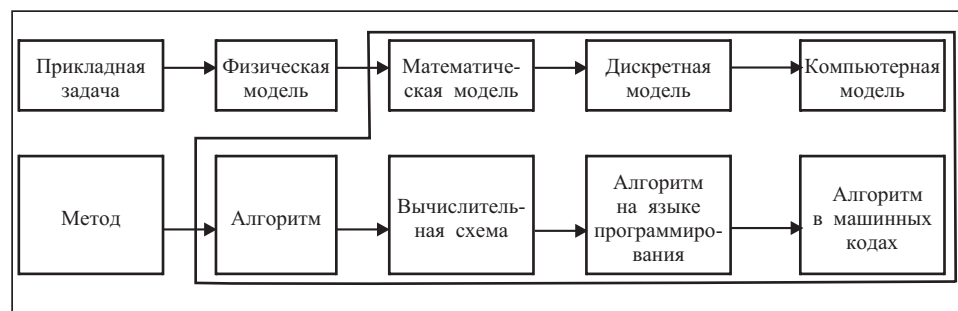 Прикладная
задача
Физическая
модель
Математиче-
ская модель
Дискретная
модель
Компьютерная
модель
Метод
Алгоритм
Вычислитель-
ная схема
Алгоритм
на языке
программиро-
вания
Алгоритм
в машинных
кодах